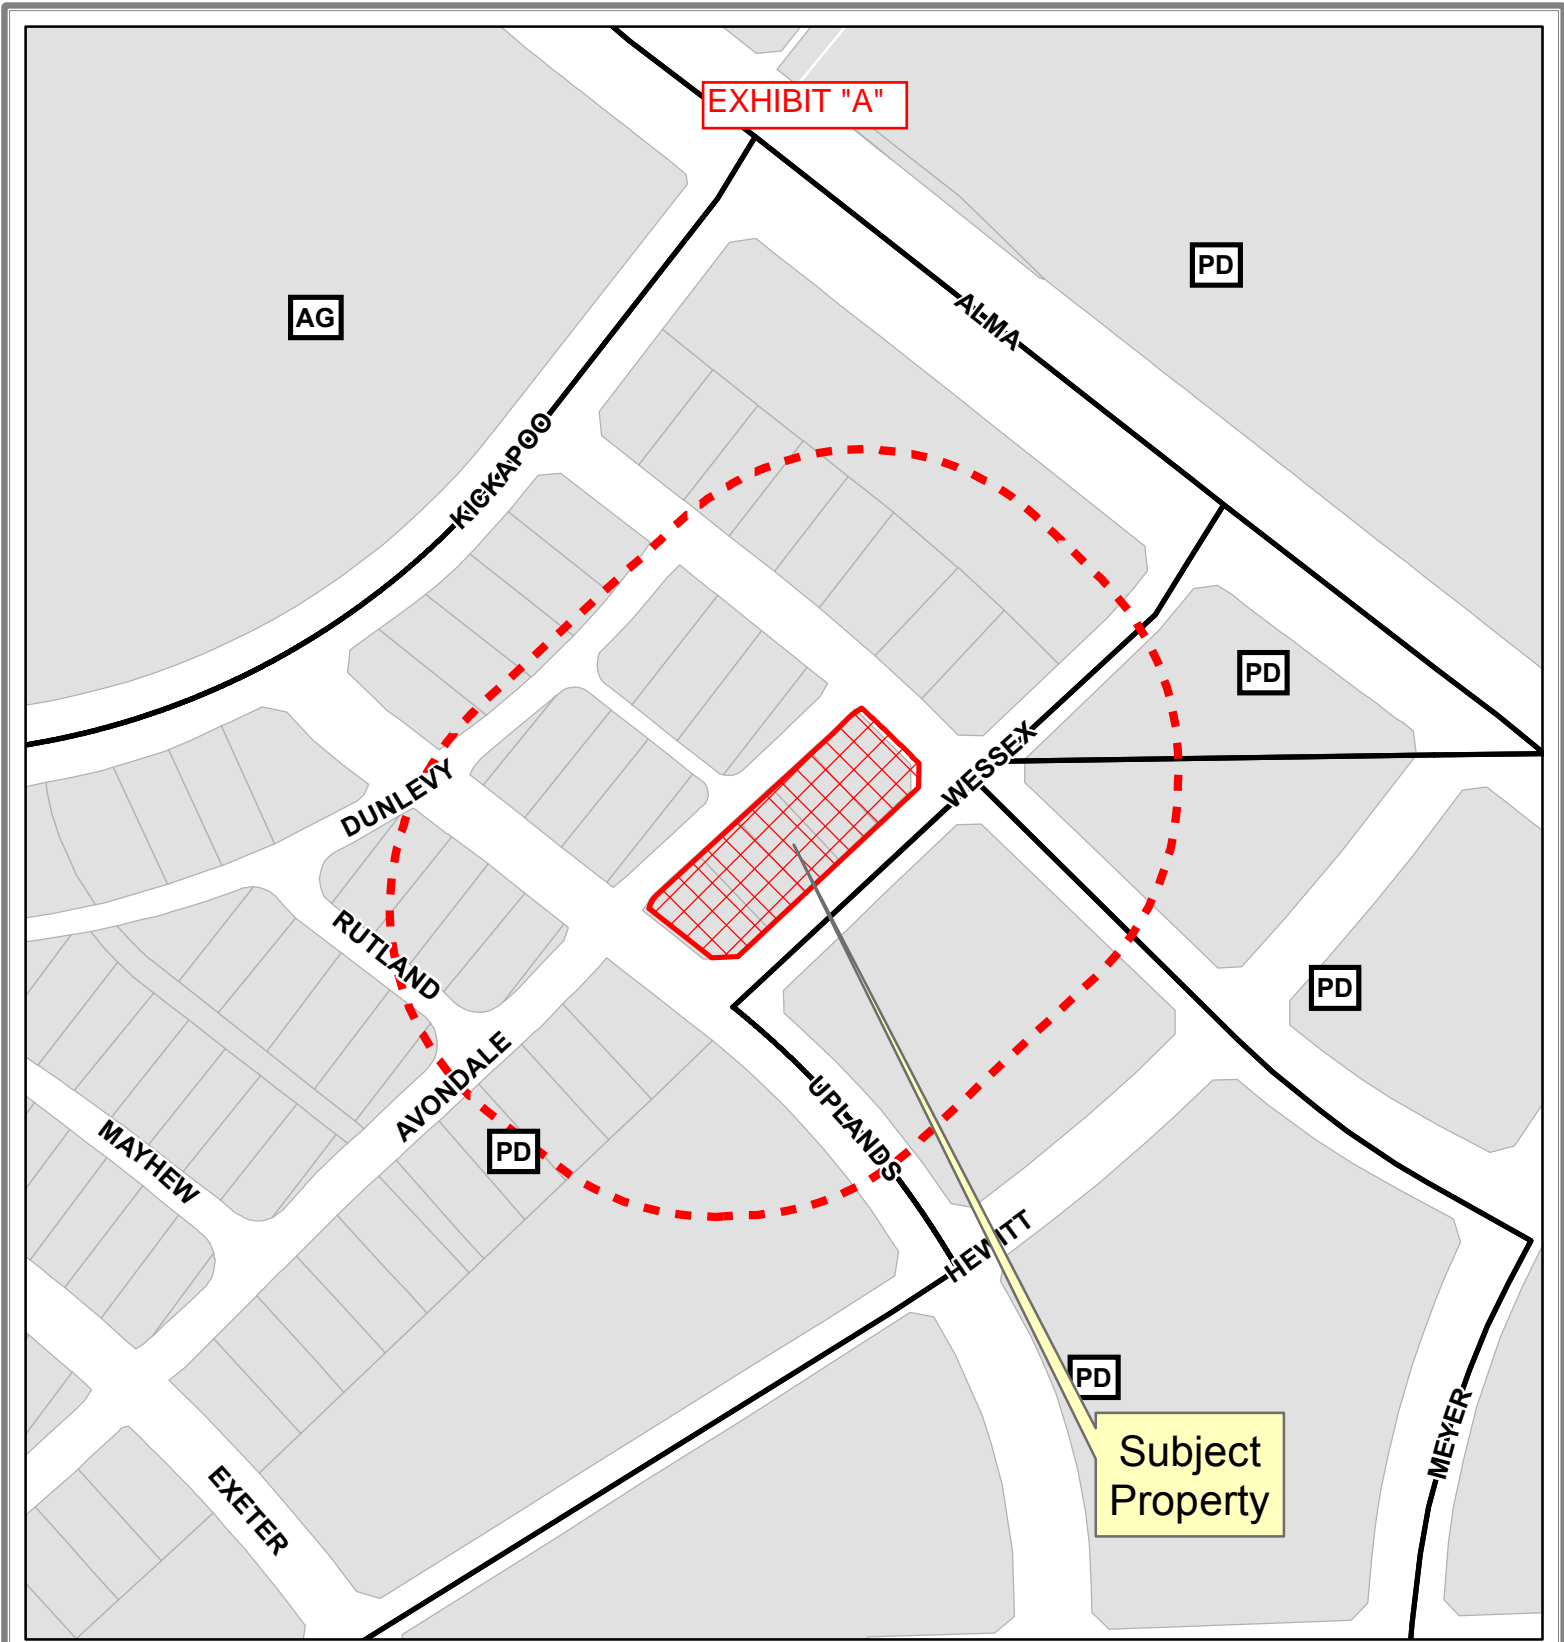 EXHIBIT "A"
PD
AG
ALMA
KICKAPOO
PD
WESSEX
DUNLEVY
RUTLAND
PD
AVONDALE
UPLANDS
MAYHEW
PD
HEWITT
PD
MEYER
Subject
Property
EXETER